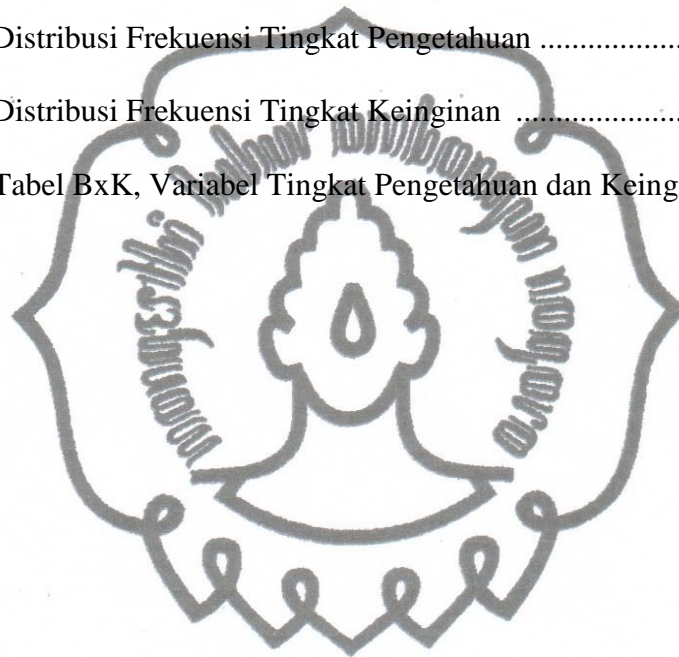 Distribusi Frekuensi Tingkat Pengetahuan ..................
Distribusi Frekuensi Tingkat Keinginan ....................
Tabel BxK, Variabel Tingkat Pengetahuan dan Keing